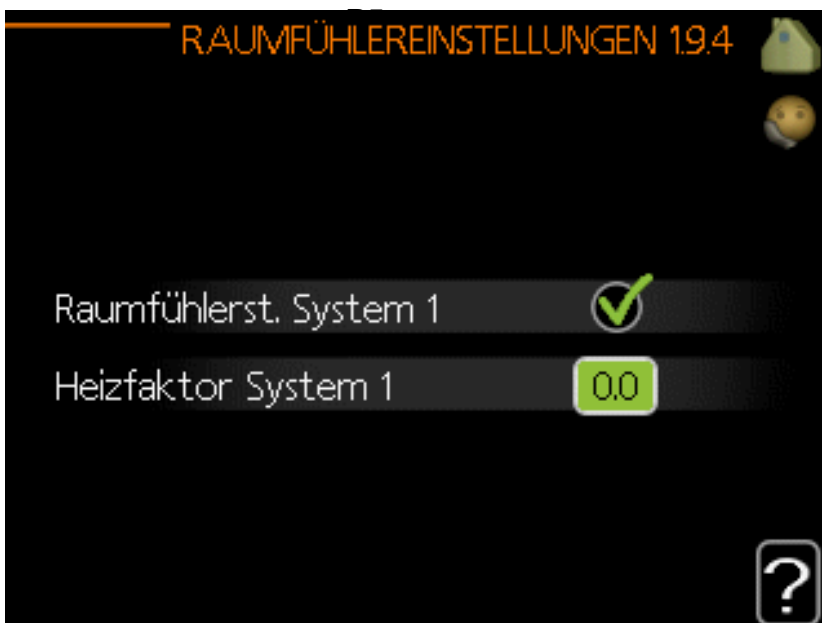 RAUMFÜHLEREINSTELLUNGEN 1.9.4
Raumfühlerst. System 1
Heizfaktor System 1 0.0
?